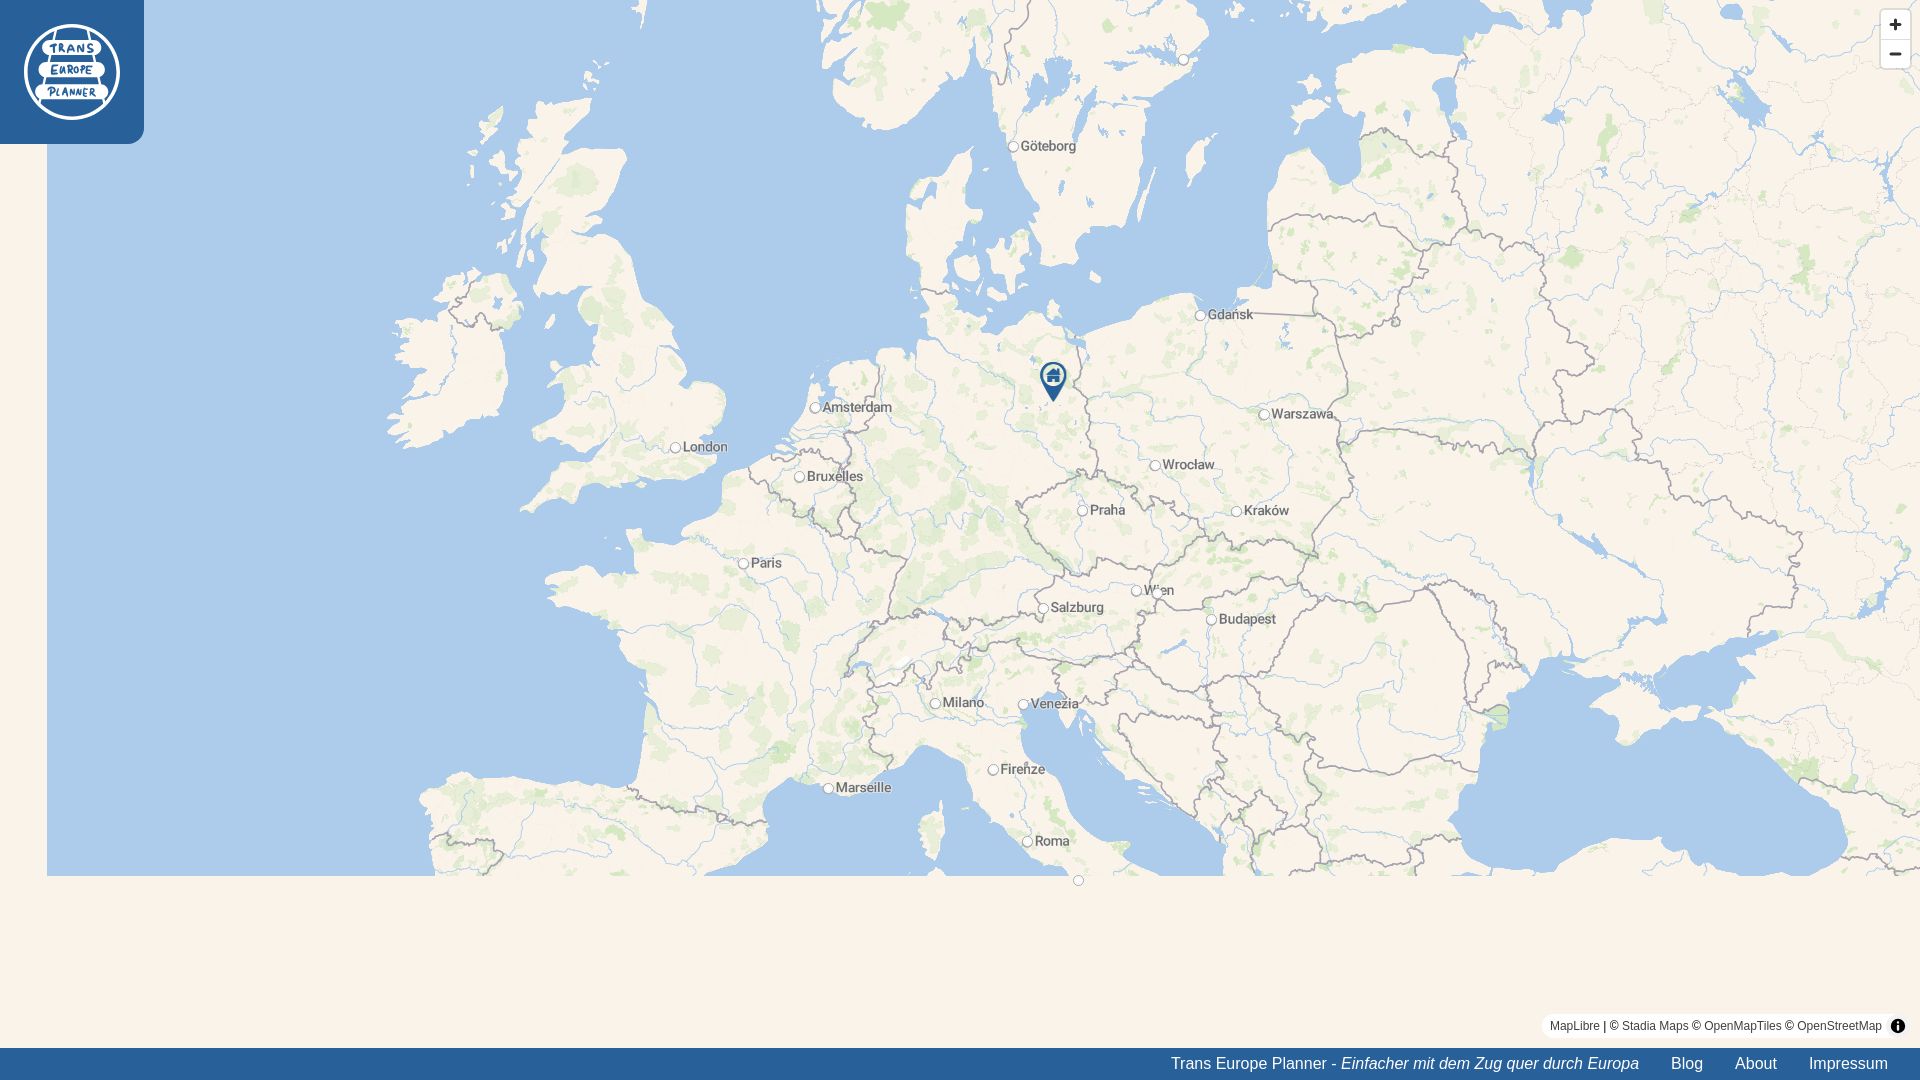 TRANS
EUROPE
PLANNER
Göteborg
Gdańsk
Amsterdam
Warszawa
London
Wrocław
Bruxelles
Praha
Kraków
Paris
Wien
Salzburg
Budapest
Milano
Venezia
Firenze
Marseille
Roma
MapLibre | © Stadia Maps © OpenMapTiles © OpenStreetMap
Trans Europe Planner - Einfacher mit dem Zug quer durch Europa Blog About Impressum